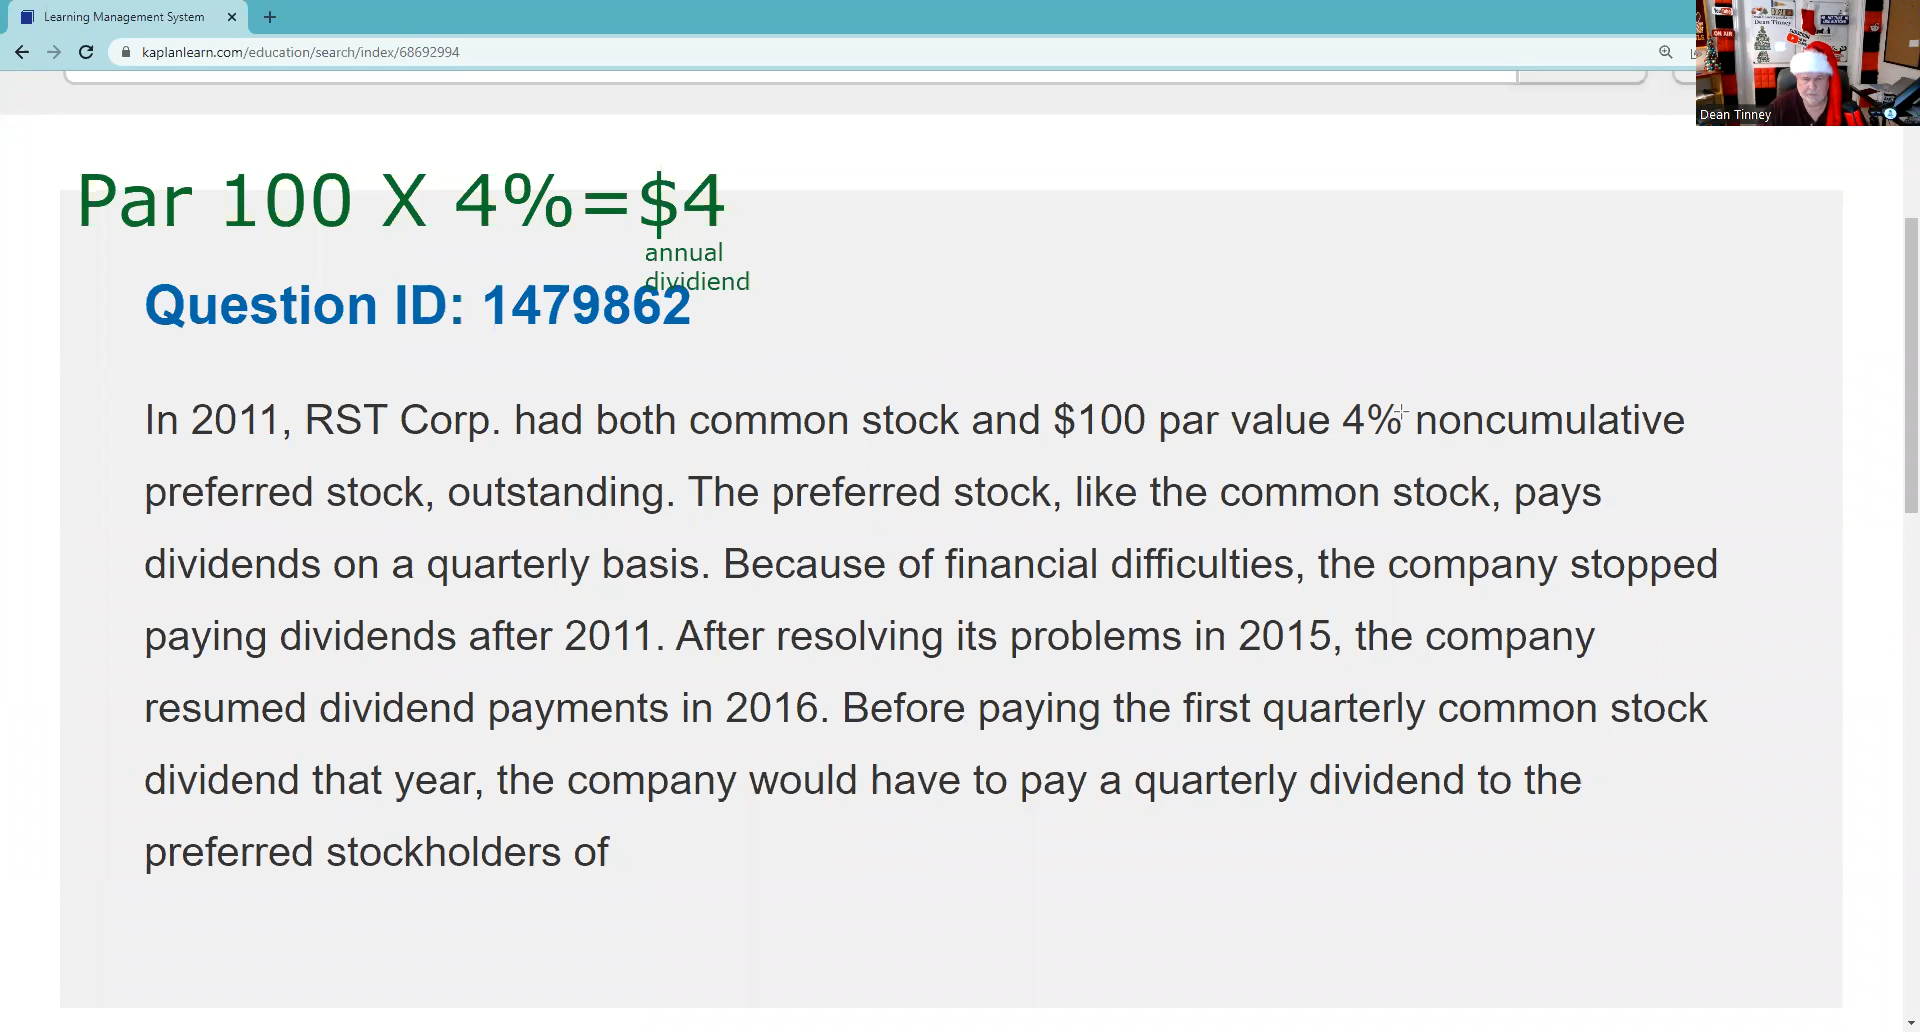 Learning Management System
kaplanlearn.com/education/search/index/68692994
Dean Tinney
Par 100 X 4%=$4
annual
dividiend
Question ID: 1479862
In 2011, RST Corp. had both common stock and $100 par value 4% noncumulative
preferred stock, outstanding. The preferred stock, like the common stock, pays
dividends on a quarterly basis. Because of financial difficulties, the company stopped
paying dividends after 2011. After resolving its problems in 2015, the company
resumed dividend payments in 2016. Before paying the first quarterly common stock
dividend that year, the company would have to pay a quarterly dividend to the
preferred stockholders of